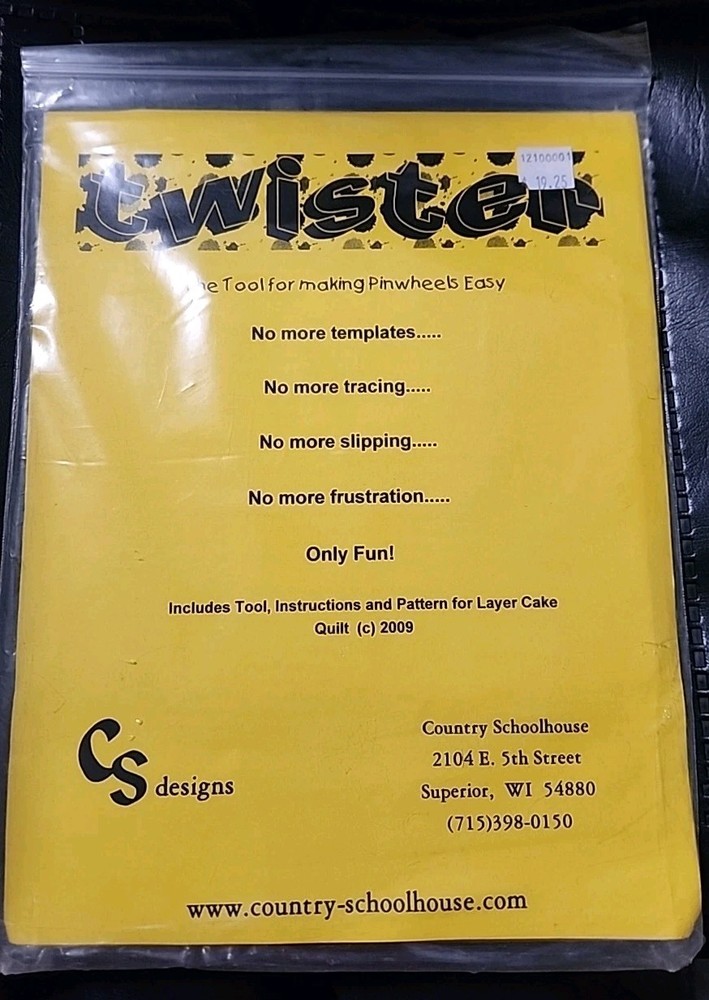 twister
12100001
19.25
Tool for making Pinwheels Easy
No more templates.....
No more tracing.....
No more slipping.....
No more frustration.....
Only Fun!
Includes Tool, Instructions and Pattern for Layer Cake
Quilt (c) 2009
CS designs
Country Schoolhouse
2104 E. 5th Street
Superior, WI 54880
(715)398-0150
www.country-schoolhouse.com